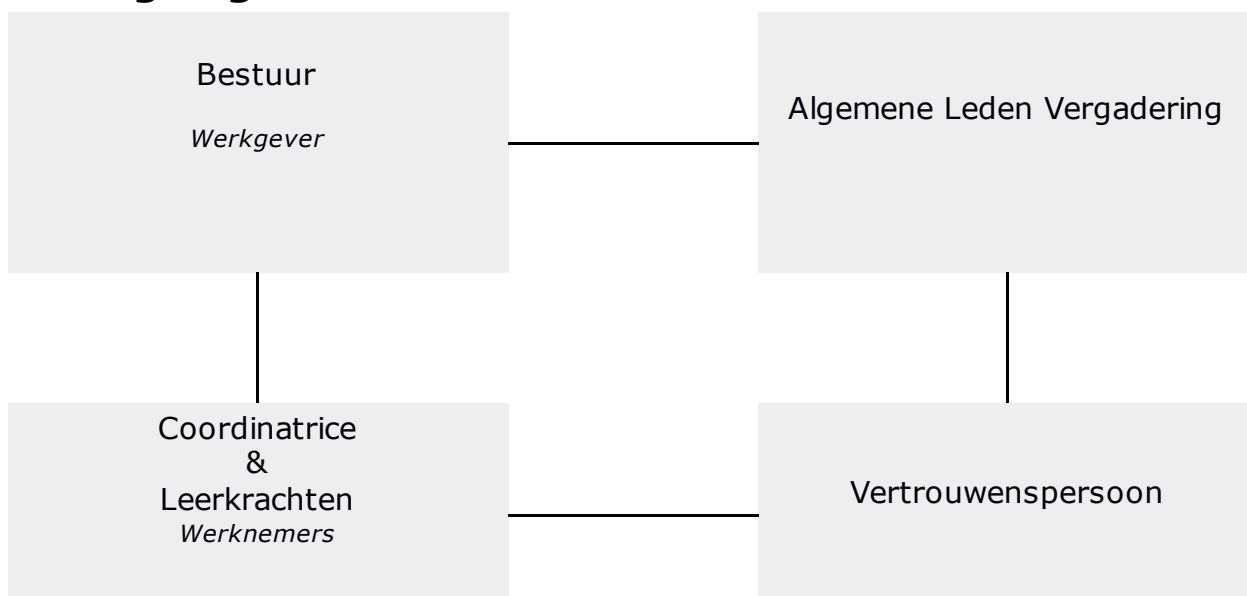 Bestuur
Werkgever
Algemene Leden Vergadering
Coordinatrice
&
Leerkrachten
Werknemers
Vertrouwenspersoon